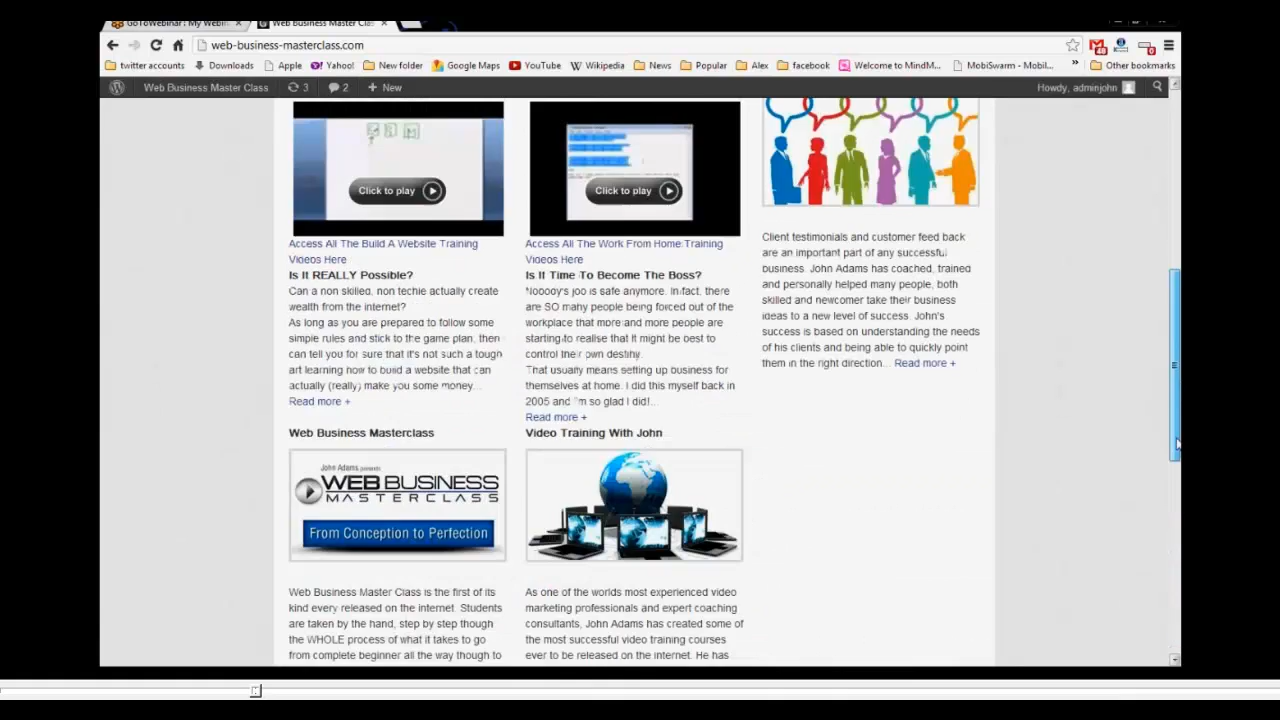 GoToWebinar : My Webin
Web Business Master Clas
web-business-masterclass.com
48
0
twitter accounts
Downloads
Apple
Yahoo!
New folder
Google Maps
YouTube
Wikipedia
News
Popular
Alex
facebook
Welcome to MindM...
MobiSwarm - Mobil...
»
Other bookmarks
Web Business Master Class
3
2
+ New
Howdy, adminjohn
Click to play
Access All The Build A Website Training
Videos Here
Is It REALLY Possible?
Can a non skilled, non techie actually create
wealth from the internet?
As long as you are prepared to follow some
simple rules and stick to the game plan, then
can tell you for sure that it's not such a tough
art learning how to build a website that can
actually (really) make you some money...
Read more +
Click to play
Access All The Work From Home Training
Videos Here
Is It Time To Become The Boss?
Nobody's job is safe anymore. In fact, there
are SO many people being forced out of the
workplace that more and more people are
starting to realise that it might be best to
control their own destiny.
That usually means setting up business for
themselves at home. I did this myself back in
2005 and I'm so glad I did!...
Read more +
Client testimonials and customer feed back
are an important part of any successful
business. John Adams has coached, trained
and personally helped many people, both
skilled and newcomer take their business
ideas to a new level of success. John's
success is based on understanding the needs
of his clients and being able to quickly point
them in the right direction... Read more +
Web Business Masterclass
John Adams presents
WEB BUSINESS
MASTERCLASS
From Conception to Perfection
Web Business Master Class is the first of its
kind every released on the internet. Students
are taken by the hand, step by step though
the WHOLE process of what it takes to go
from complete beginner all the way though to
Video Training With John
As one of the worlds most experienced video
marketing professionals and expert coaching
consultants, John Adams has created some of
the most successful video training courses
ever to be released on the internet. He has